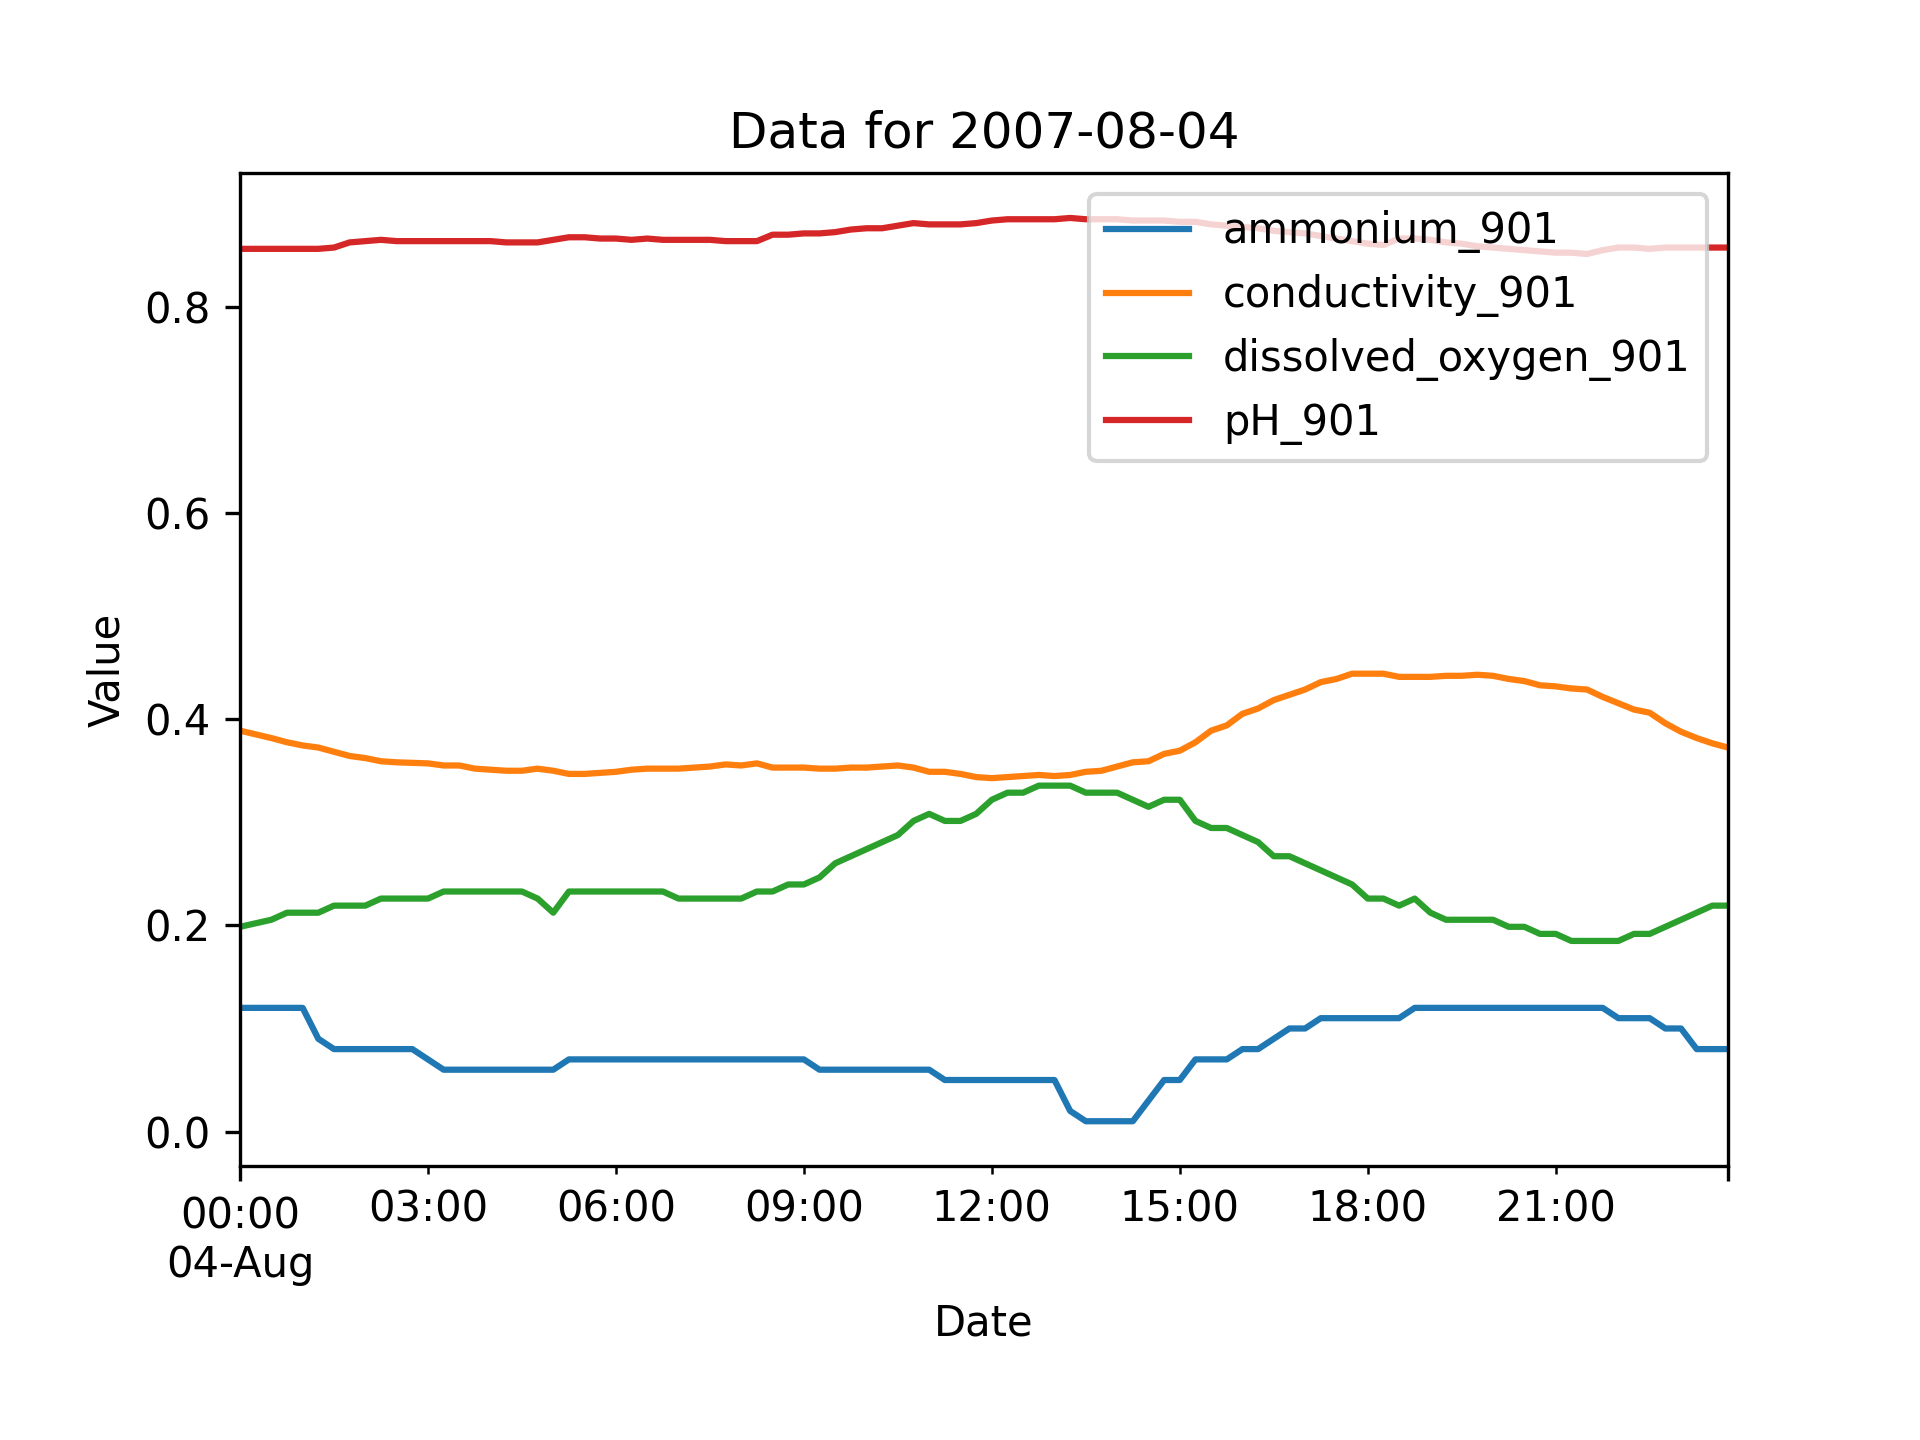 Data for 2007-08-04
ammonium_901
conductivity_901
dissolved_oxygen_901
pH_901
Value
0.8
0.6
0.4
0.2
0.0
00:00 03:00 06:00 09:00 12:00 15:00 18:00 21:00
04-Aug
Date